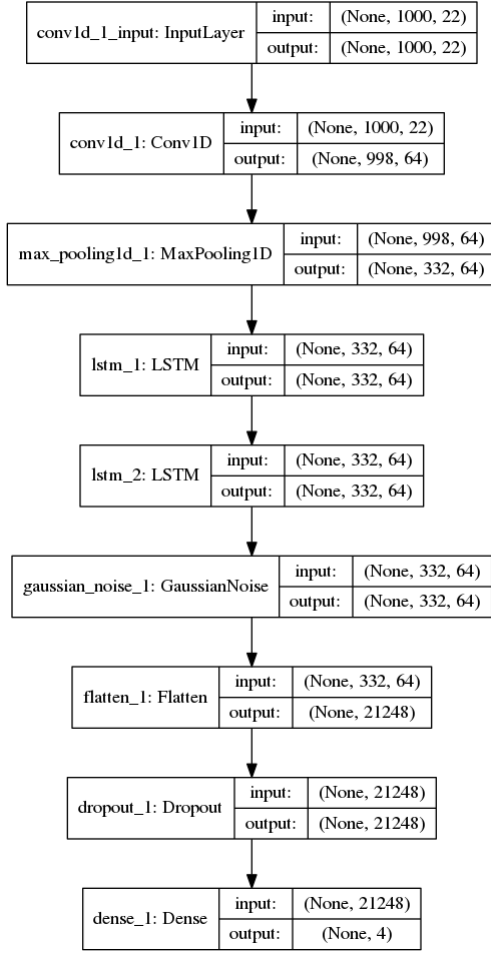 conv1d_1_input: InputLayer
input: (None, 1000, 22)
output: (None, 1000, 22)
conv1d_1: Conv1D
input: (None, 1000, 22)
output: (None, 998, 64)
max_pooling1d_1: MaxPooling1D
input: (None, 998, 64)
output: (None, 332, 64)
lstm_1: LSTM
input: (None, 332, 64)
output: (None, 332, 64)
lstm_2: LSTM
input: (None, 332, 64)
output: (None, 332, 64)
gaussian_noise_1: GaussianNoise
input: (None, 332, 64)
output: (None, 332, 64)
flatten_1: Flatten
input: (None, 332, 64)
output: (None, 21248)
dropout_1: Dropout
input: (None, 21248)
output: (None, 21248)
dense_1: Dense
input: (None, 21248)
output: (None, 4)